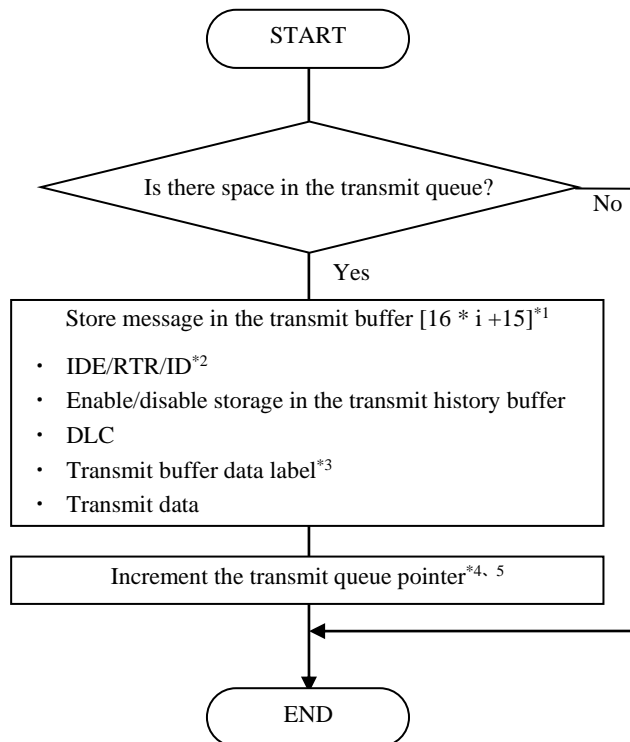 START
Is there space in the transmit queue?
No
Yes
Store message in the transmit buffer [16 * i +15]*1
・ IDE/RTR/ID*2
・ Enable/disable storage in the transmit history buffer
・ DLC
・ Transmit buffer data label*3
・ Transmit data
Increment the transmit queue pointer*4、5
END